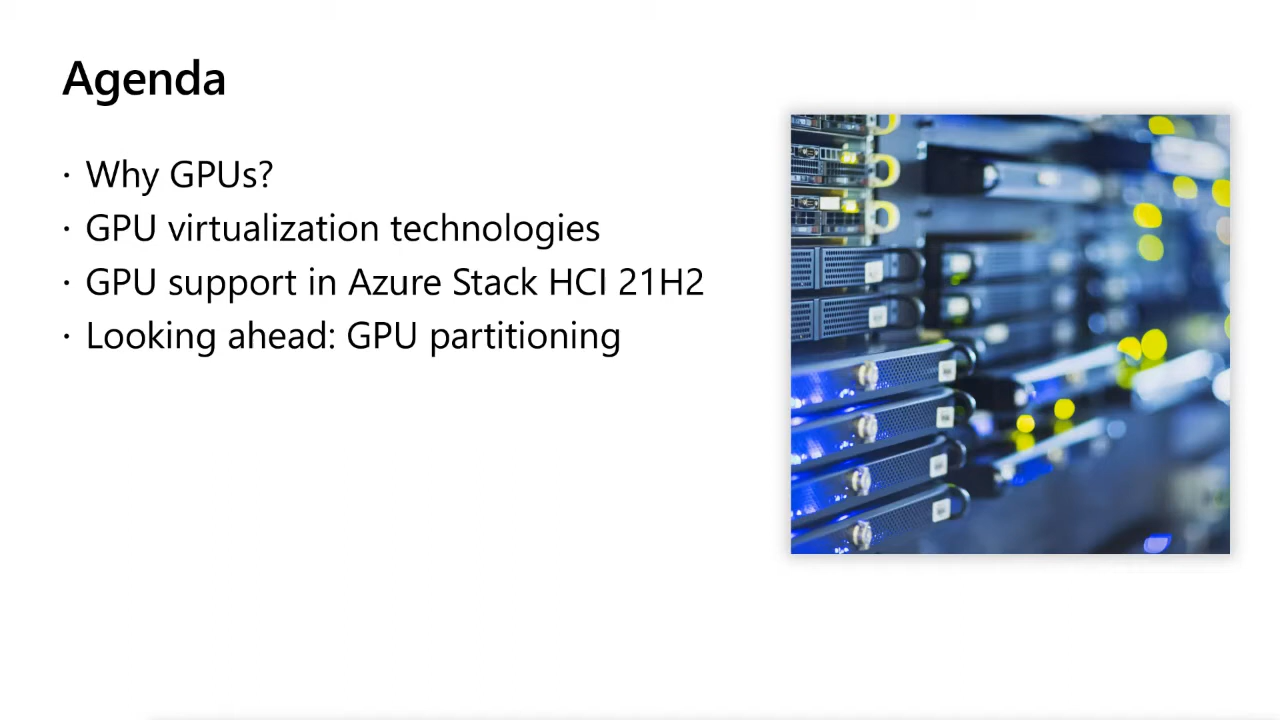 Agenda
· Why GPUs?
· GPU virtualization technologies
· GPU support in Azure Stack HCI 21H2
· Looking ahead: GPU partitioning